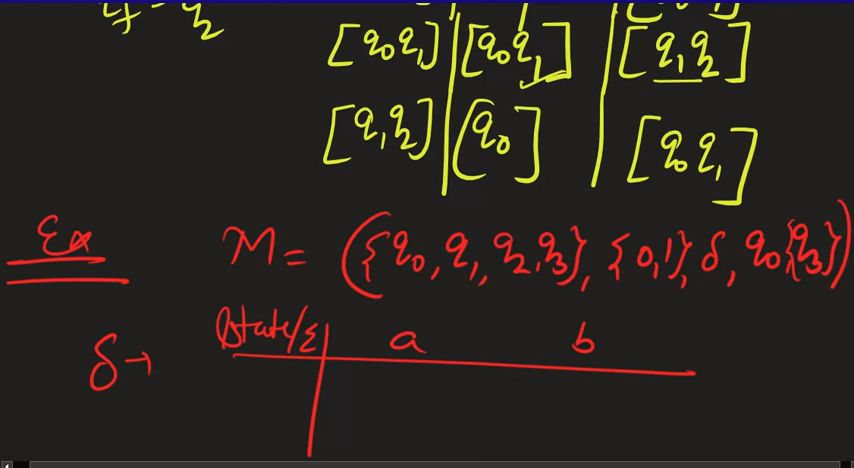 [q₀q₁] [q₀q₁] [q₁q₂]
[q₁q₂] [q₀] [q₀q₁]
Ex M = ({q₀, q₁, q₂, q₃}, {0,1}, δ, q₀, {q₃})
State/Σ a b
δ →